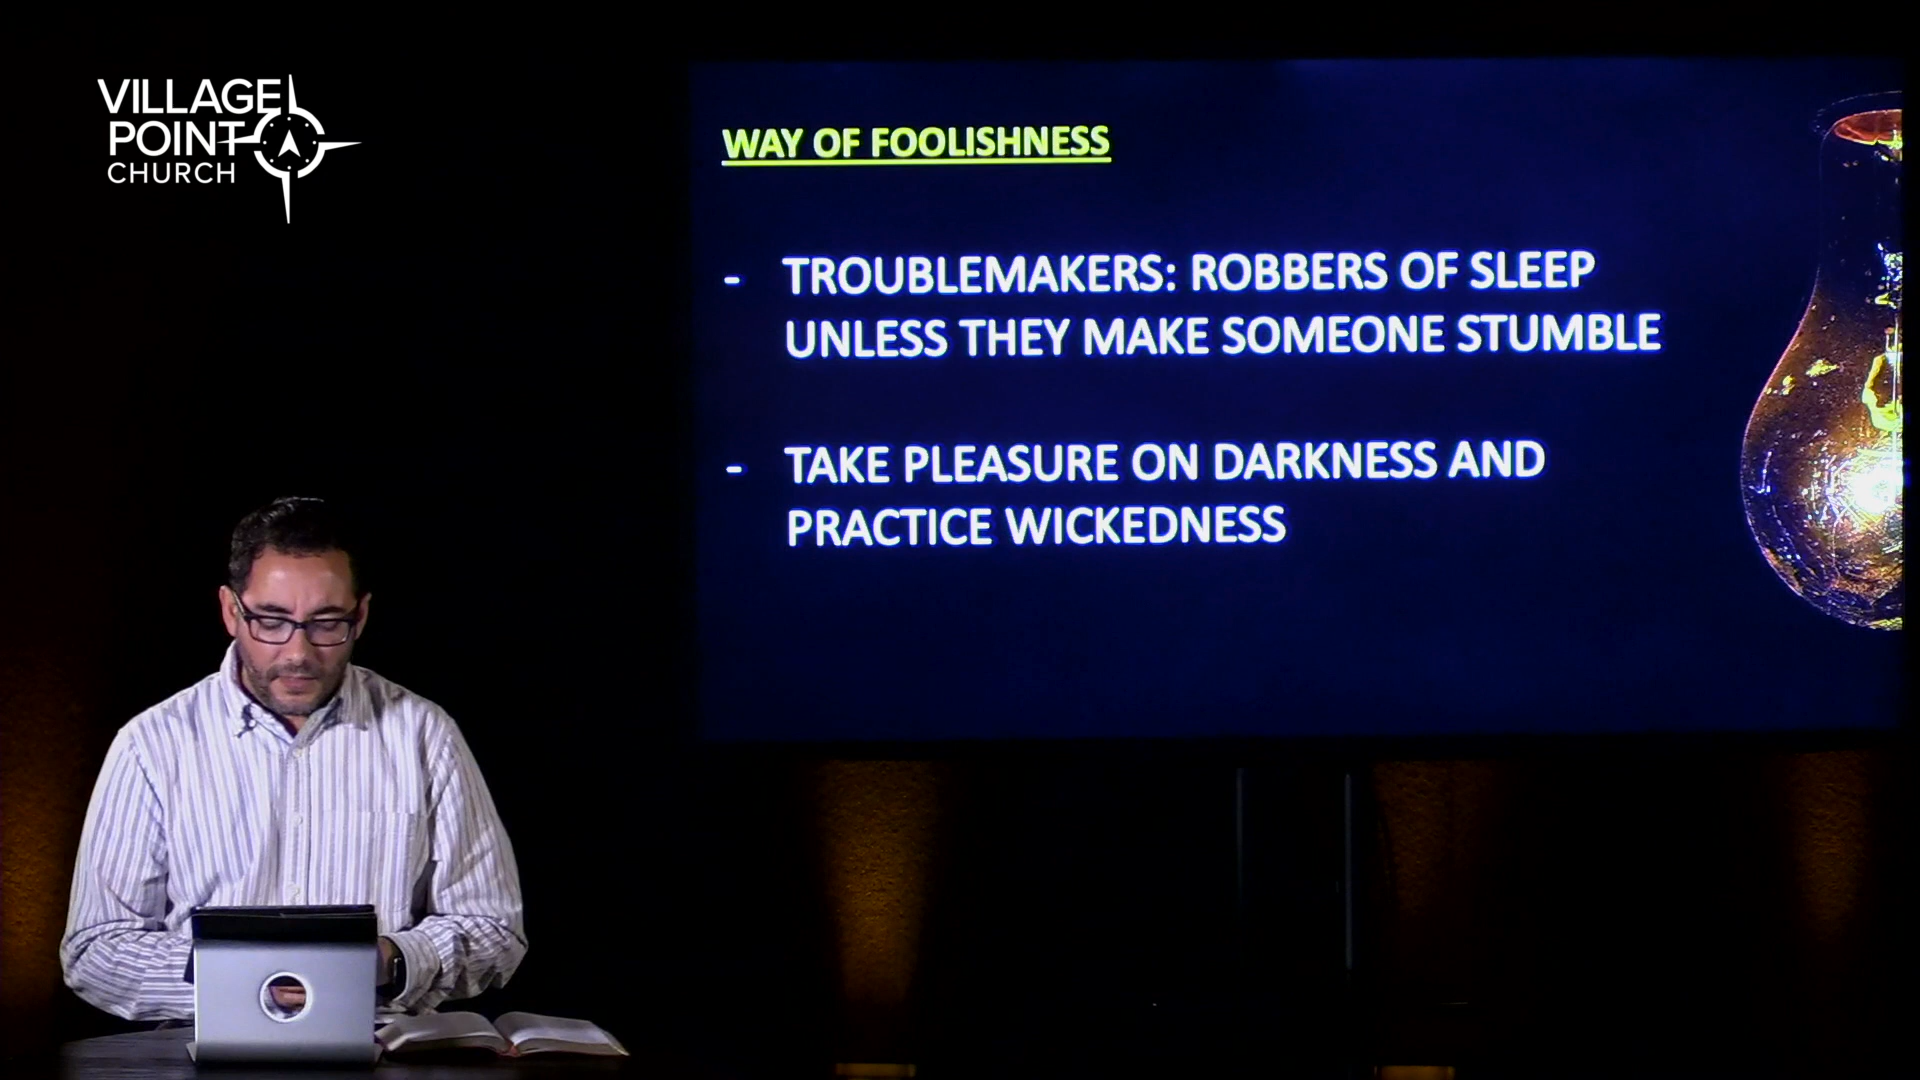 VILLAGE
POINT
CHURCH
WAY OF FOOLISHNESS
- TROUBLEMAKERS: ROBBERS OF SLEEP
UNLESS THEY MAKE SOMEONE STUMBLE
- TAKE PLEASURE ON DARKNESS AND
PRACTICE WICKEDNESS